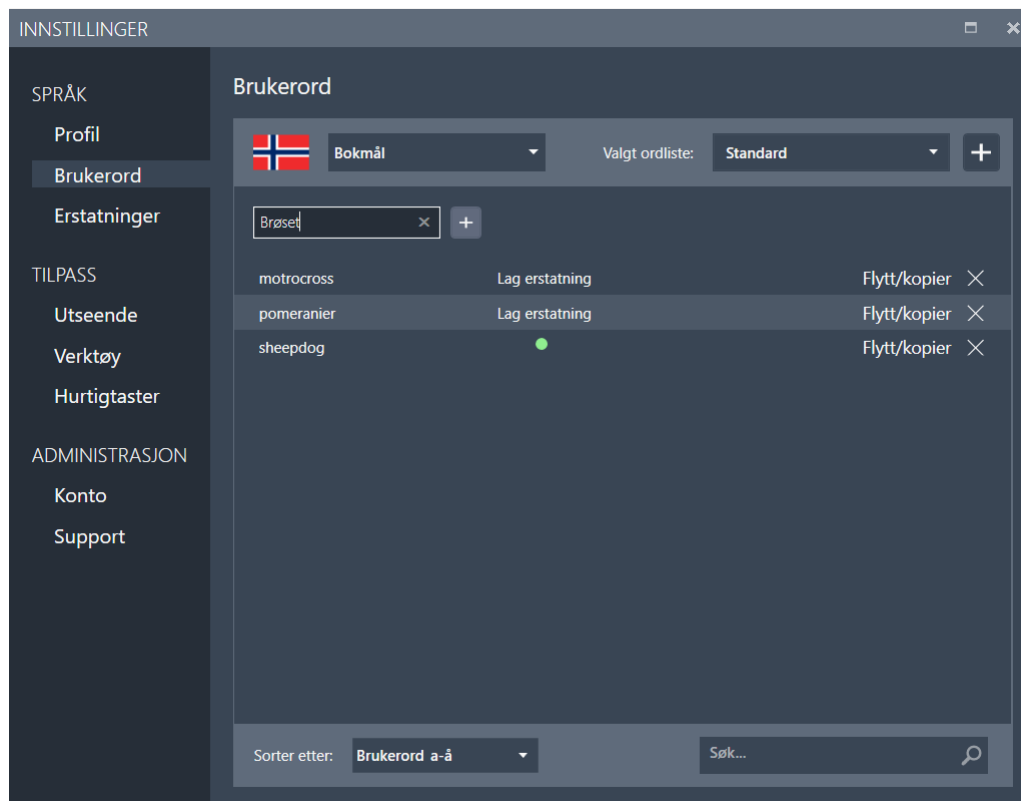 INNSTILLINGER
SPRÅK
Profil
Brukerord
Erstatninger
TILPASS
Utseende
Verktøy
Hurtigtaster
ADMINISTRASJON
Konto
Support
Brukerord
Bokmål Valgt ordliste: Standard +
Brøset × +
motrocross Lag erstatning Flytt/kopier
pomeranier Lag erstatning Flytt/kopier
sheepdog Flytt/kopier
Sorter etter: Brukerord a-å Søk...